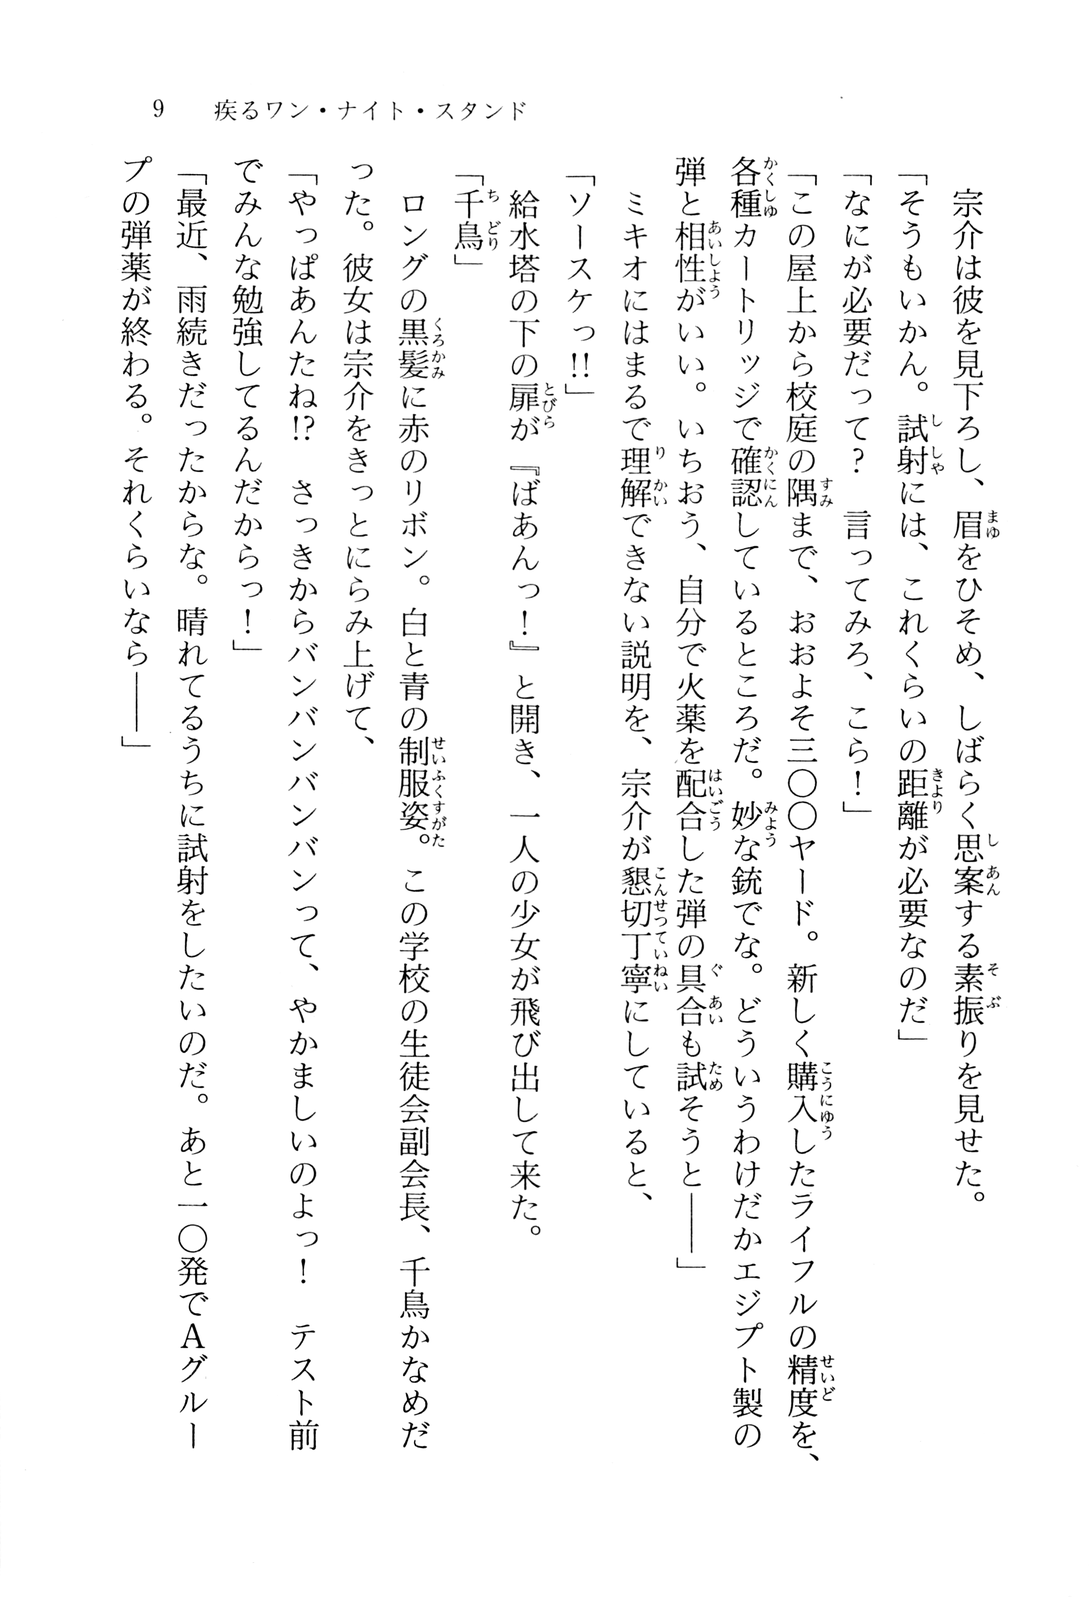 9 疾るワン・ナイト・スタンド
宗介は彼を見下ろし、眉をひそめ、しばらく思案する素振りを見せた。
「そうもいかん。試射には、これくらいの距離が必要なのだ」
「なにが必要だって？　言ってみろ、こら！」
「この屋上から校庭の隅まで、おおよそ三〇〇ヤード。新しく購入したライフルの精度を、
各種カートリッジで確認しているところだ。妙な銃でな。どういうわけだかエジプト製の
弾と相性がいい。いちおう、自分で火薬を配合した弾の具合も試そうと――」
ミキオにはまるで理解できない説明を、宗介が懇切丁寧にしていると、
「ソースケっ!!」
給水塔の下の扉が『ばあんっ！』と開き、一人の少女が飛び出して来た。
「千鳥」
ロングの黒髪に赤のリボン。白と青の制服姿。この学校の生徒会副会長、千鳥かなめだ
った。彼女は宗介をきっとにらみ上げて、
「やっぱあんたね!?　さっきからバンバンバンバンって、やかましいのよっ！　テスト前
でみんな勉強してるんだからっ！」
「最近、雨続きだったからな。晴れてるうちに試射をしたいのだ。あと一〇発でＡグルー
プの弾薬が終わる。それくらいなら――」